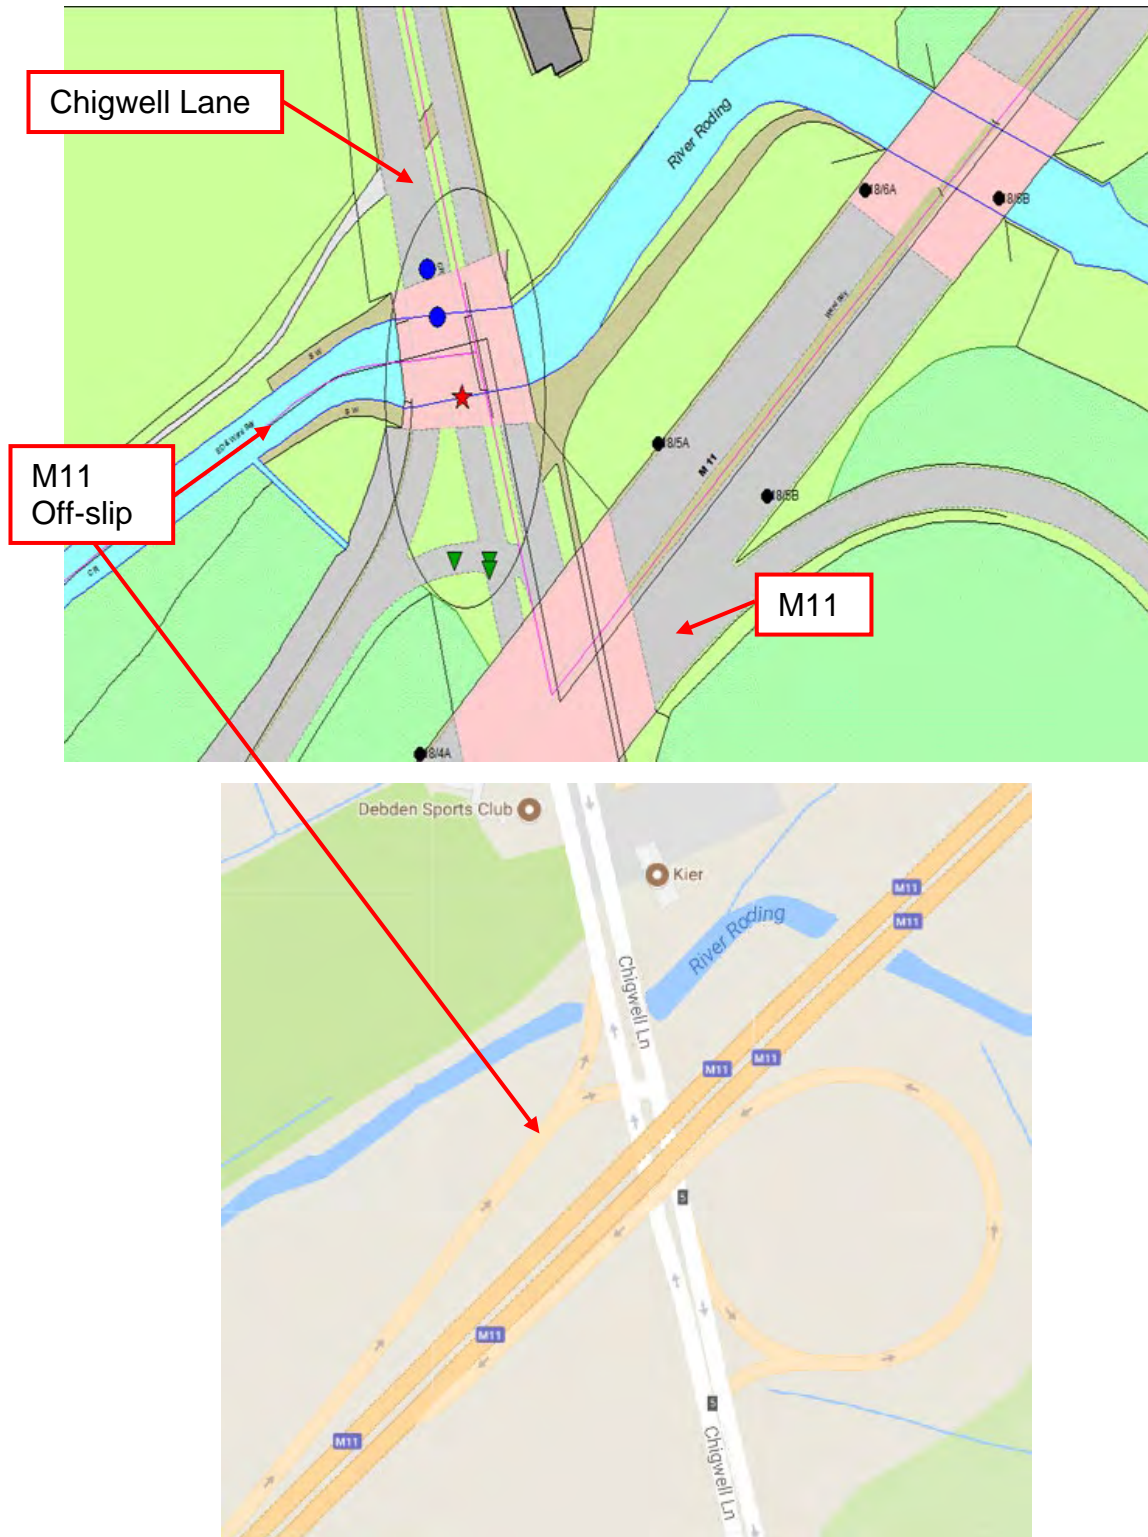 Chigwell Lane
River Roding
18/6A
18/6B
18/5A
M 11
18/5B
M11
Off-slip
M11
18/4A
Debden Sports Club
Kier
M11
M11
River Roding
Chigwell Ln
M11
M11
5
M11
5
M11
Chigwell Ln